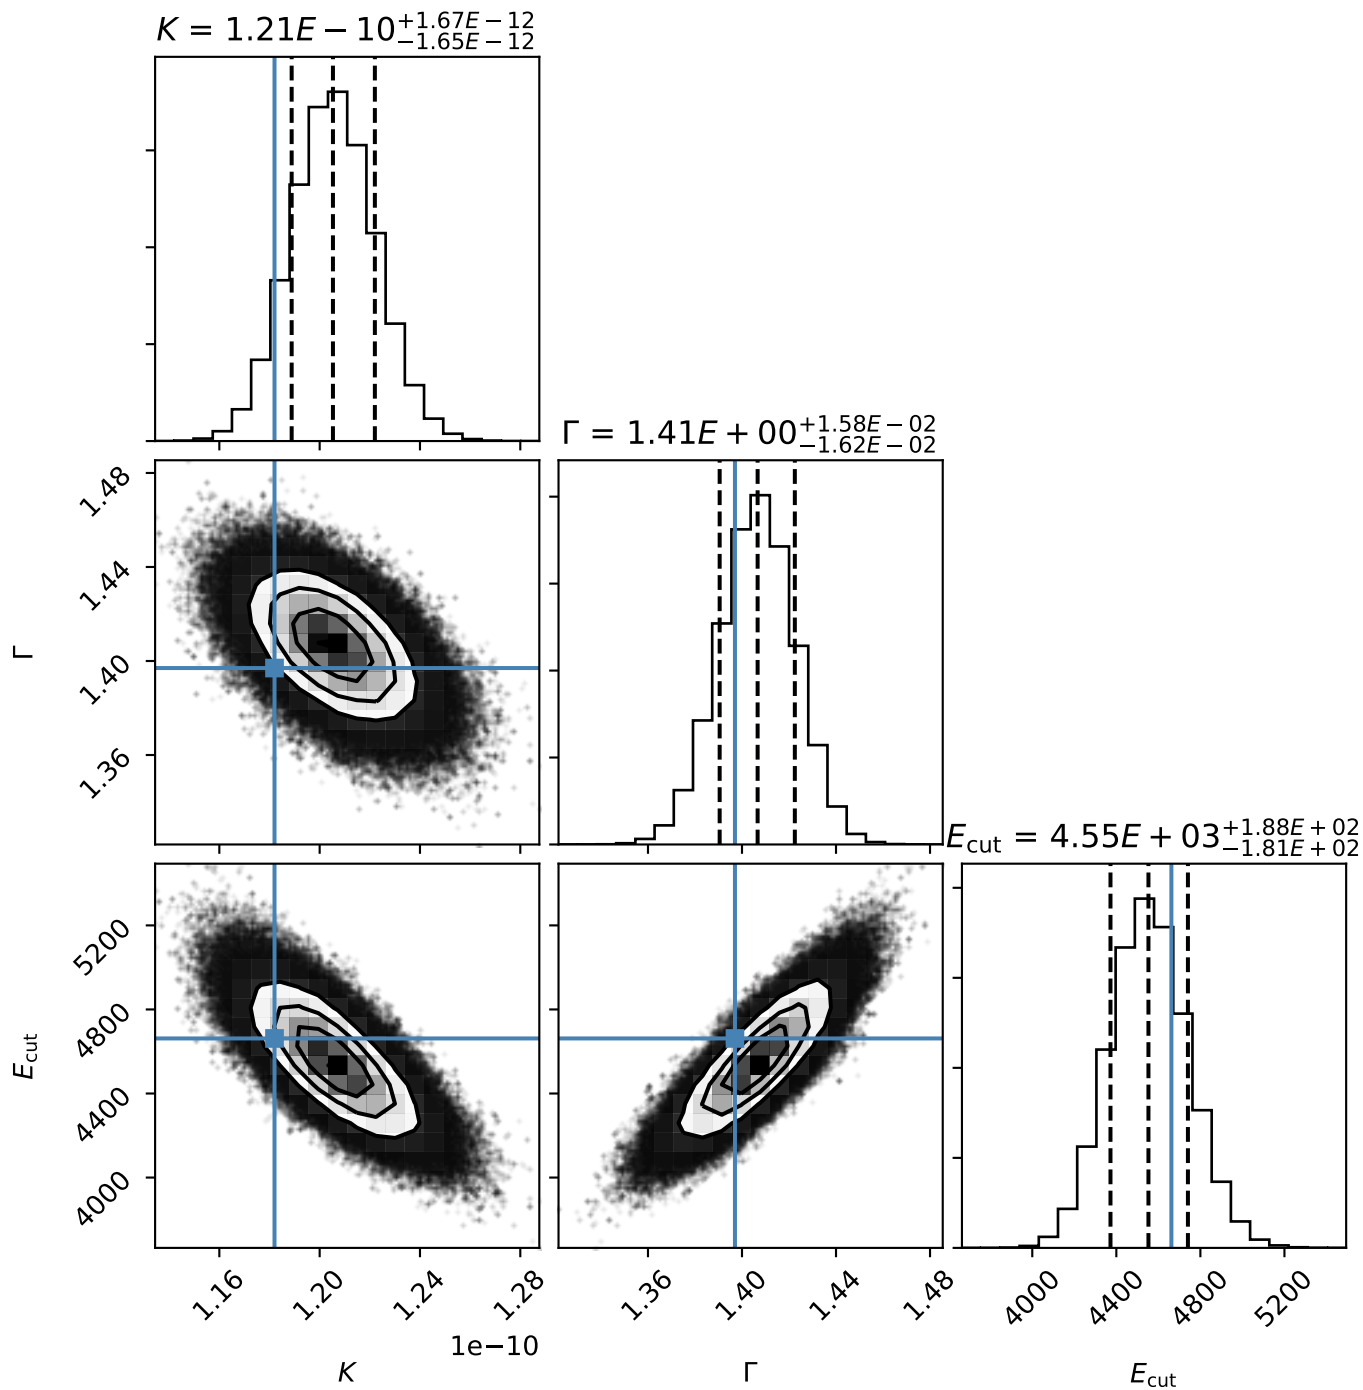 K = 1.21E − 10 +1.67E − 12 −1.65E − 12
Γ = 1.41E + 00 +1.58E − 02 −1.62E − 02
E_cut = 4.55E + 03 +1.88E + 02 −1.81E + 02
1.48
1.44
1.40
1.36
Γ
5200
4800
4400
4000
E_cut
1.16 1.20 1.24 1.28
1e−10
K
1.36 1.40 1.44 1.48
Γ
4000 4400 4800 5200
E_cut